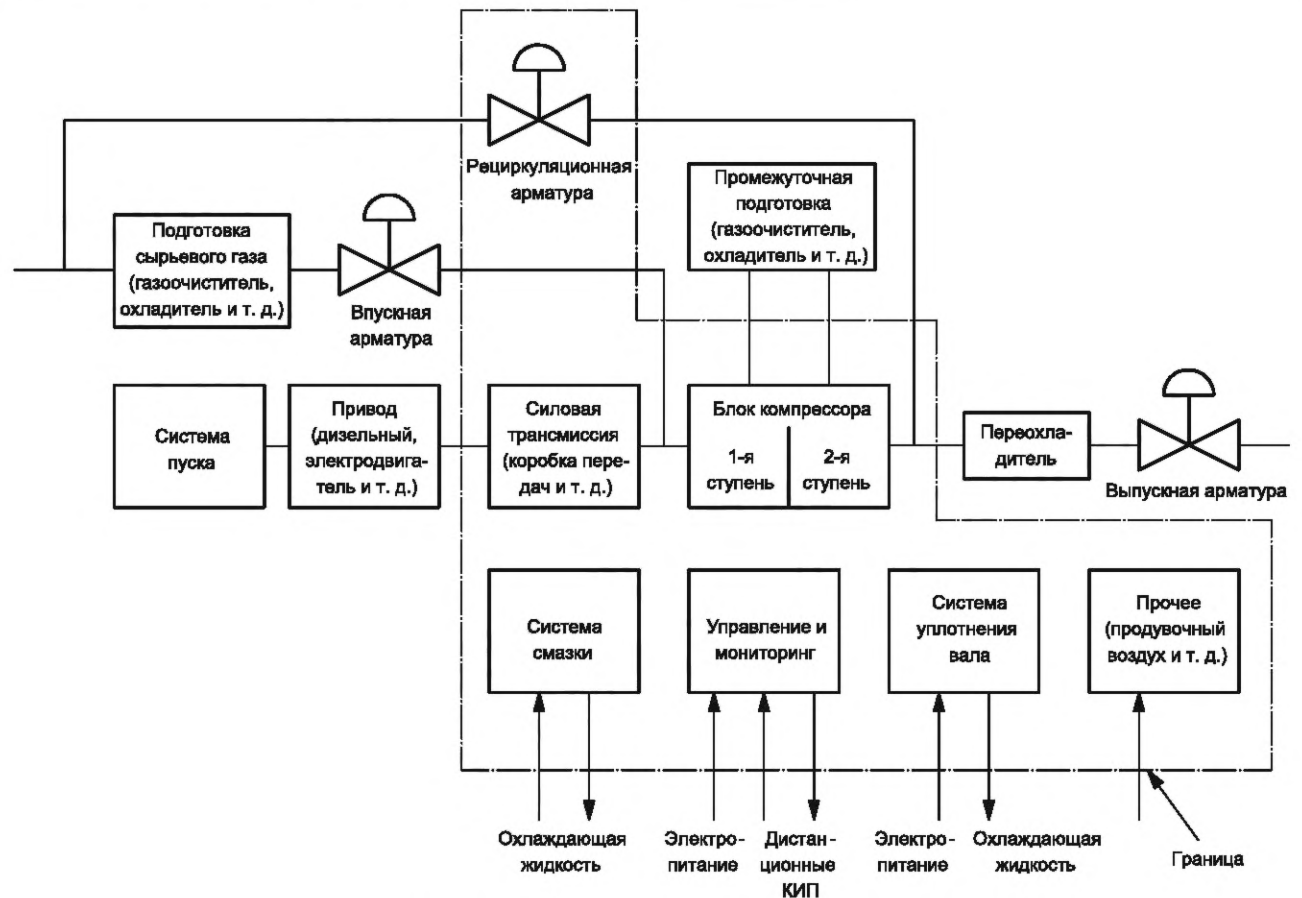 Рециркуляционная
арматура
Подготовка
сырьевого газа
(газоочиститель,
охладитель и т. д.)
Впускная
арматура
Промежуточная
подготовка
(газоочиститель,
охладитель и т. д.)
Система
пуска
Привод
(дизельный,
электродвига-
тель и т. д.)
Силовая
трансмиссия
(коробка пере-
дач и т. д.)
Блок компрессора
1-я
ступень
2-я
ступень
Переохла-
дитель
Выпускная арматура
Система
смазки
Управление и
мониторинг
Система
уплотнения
вала
Прочее
(продувочный
воздух и т. д.)
Охлаждающая
жидкость
Электро-
питание
Дистан-
ционные
КИП
Электро-
питание
Охлаждающая
жидкость
Граница